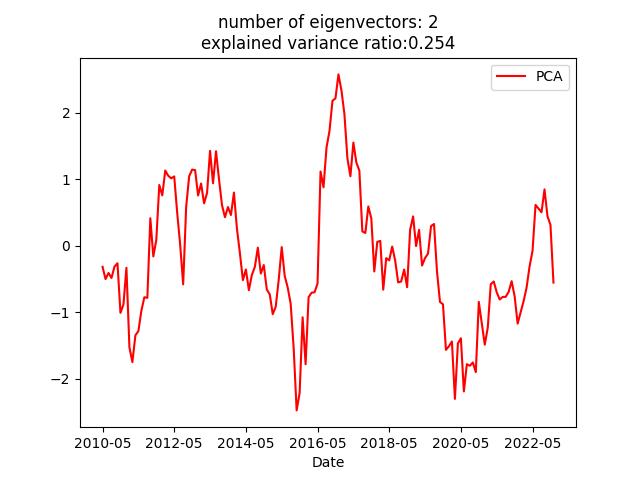 number of eigenvectors: 2
explained variance ratio:0.254
PCA
2
1
0
−1
−2
2010-05 2012-05 2014-05 2016-05 2018-05 2020-05 2022-05
Date